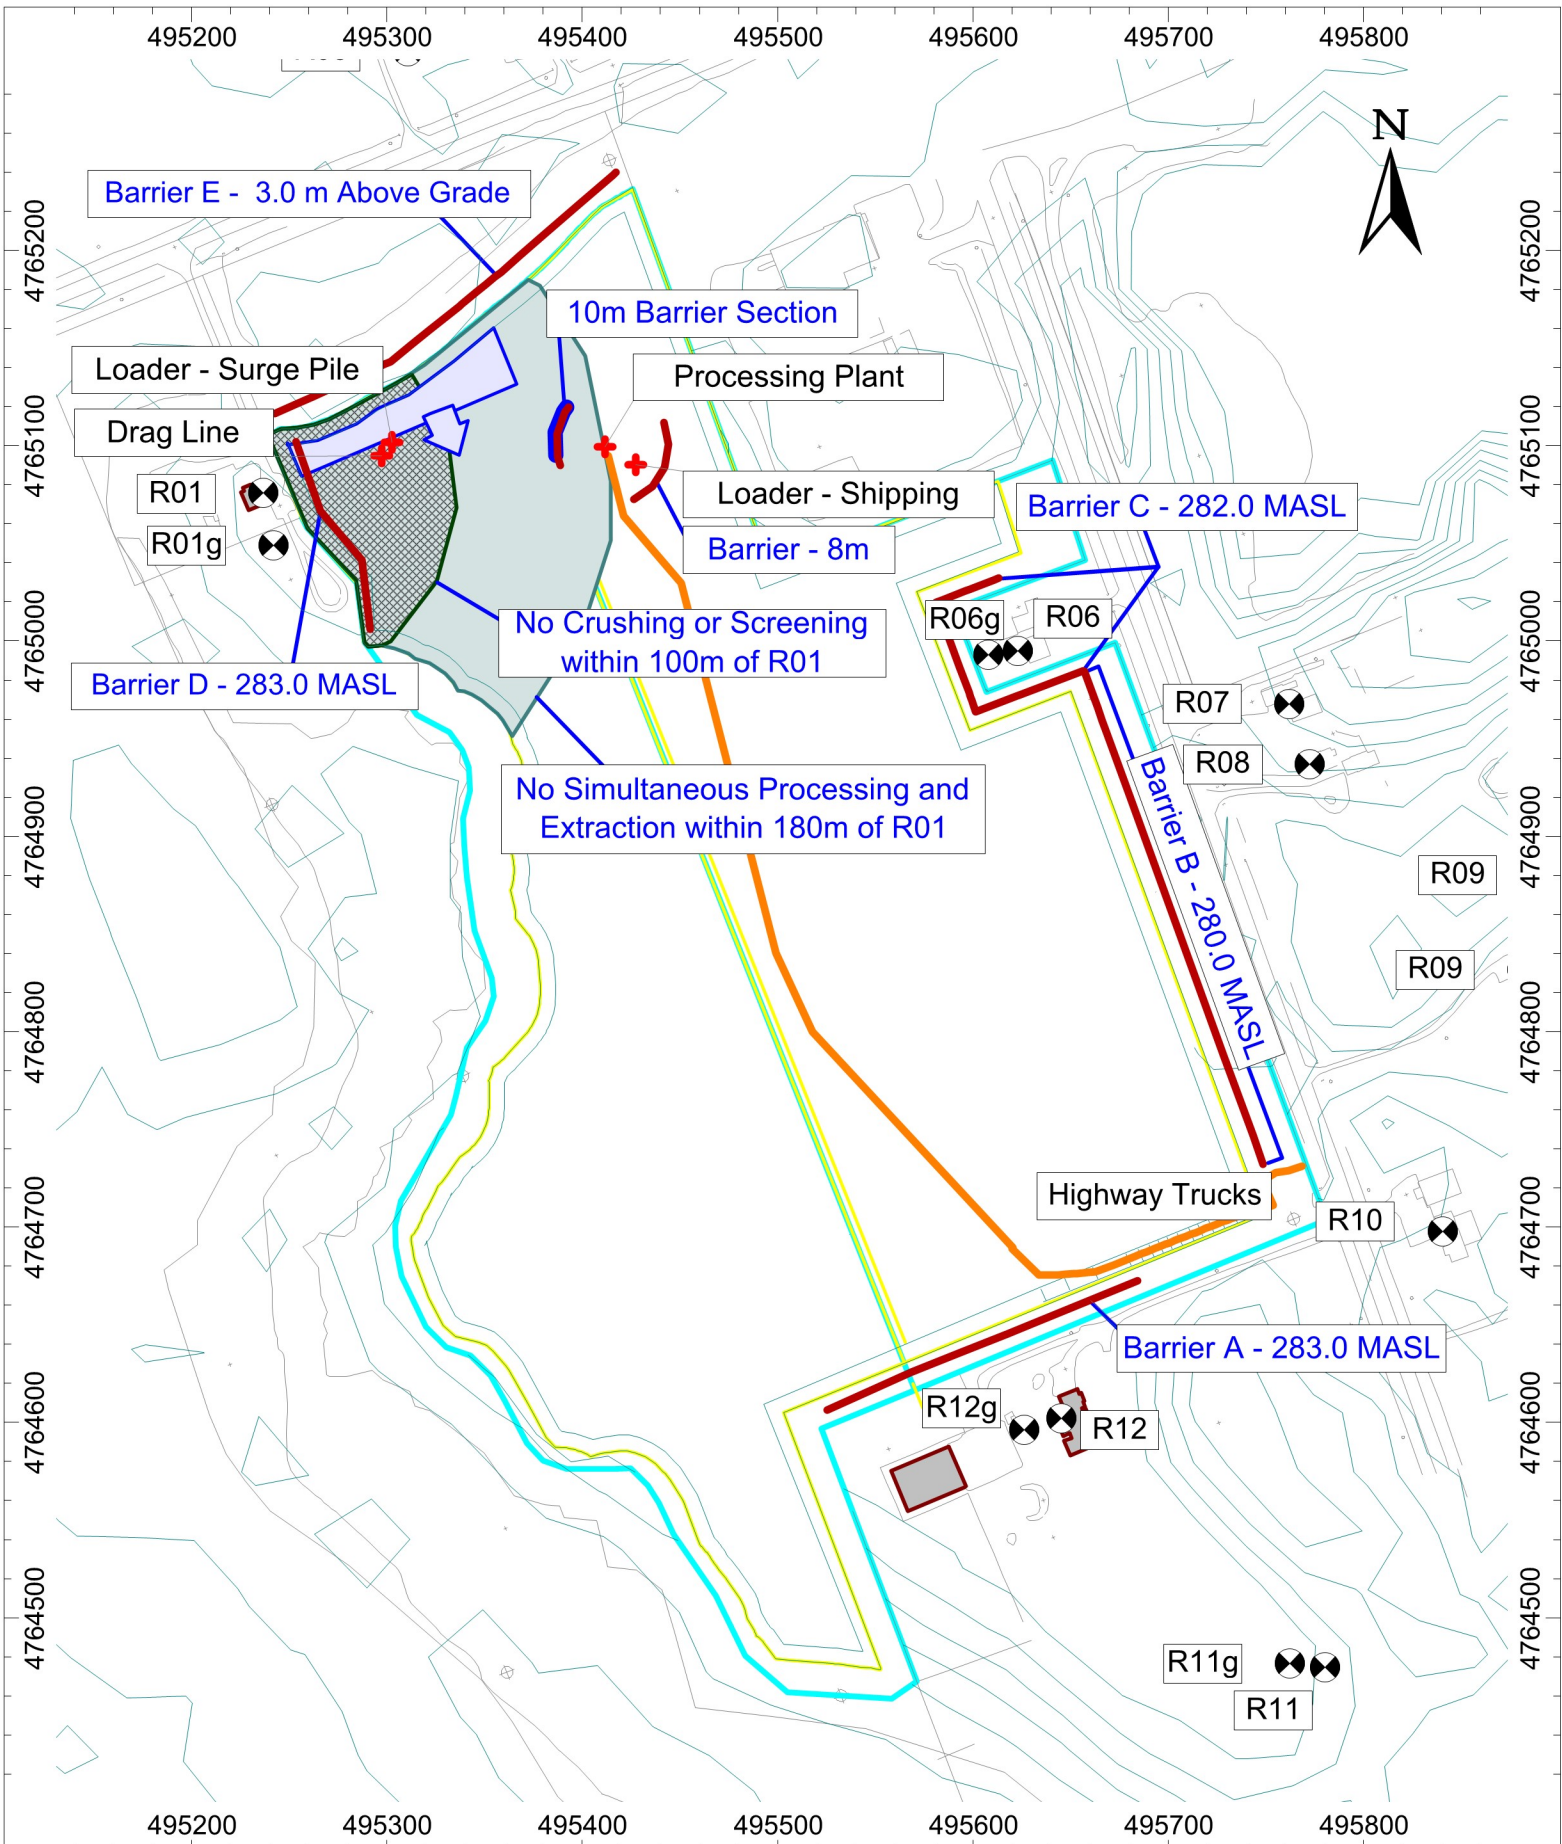 495200 495300 495400 495500 495600 495700 495800
N
4765200
4765200
Barrier E - 3.0 m Above Grade
10m Barrier Section
Loader - Surge Pile
Processing Plant
4765100
4765100
Drag Line
R01
Loader - Shipping
Barrier C - 282.0 MASL
R01g
Barrier - 8m
4765000
4765000
R06g
R06
No Crushing or Screening
within 100m of R01
Barrier D - 283.0 MASL
R07
R08
No Simultaneous Processing and
Extraction within 180m of R01
4764900
4764900
Barrier B - 280.0 MASL
R09
R09
4764800
4764800
Highway Trucks
4764700
4764700
R10
Barrier A - 283.0 MASL
4764600
4764600
R12g
R12
4764500
4764500
R11g
R11
495200 495300 495400 495500 495600 495700 495800